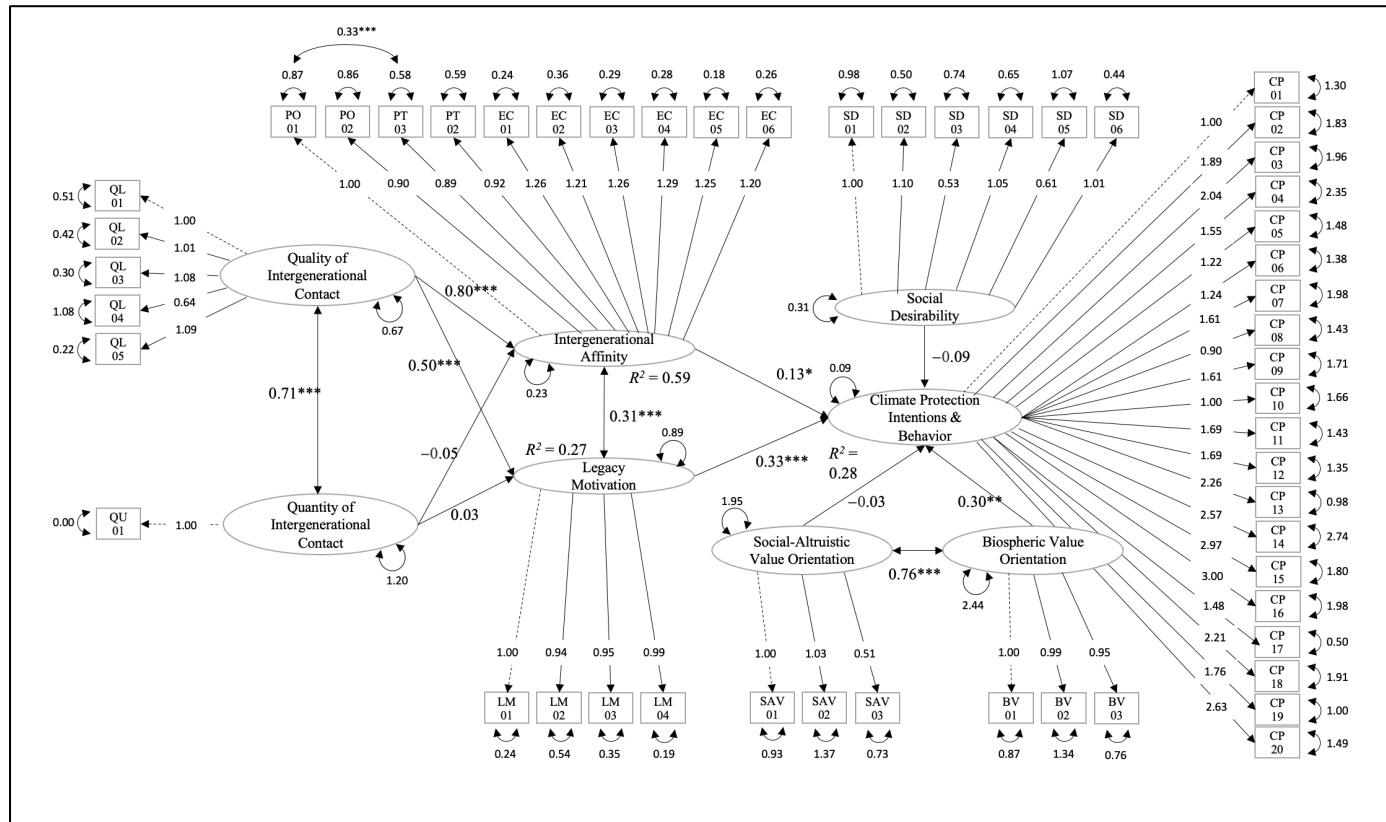 0.33***
0.87 0.86 0.58 0.59 0.24 0.36 0.29 0.28 0.18 0.26
0.98 0.50 0.74 0.65 1.07 0.44
PO 01
PO 02
PT 03
PT 02
EC 01
EC 02
EC 03
EC 04
EC 05
EC 06
SD 01
SD 02
SD 03
SD 04
SD 05
SD 06
1.00 0.90 0.89 0.92 1.26 1.21 1.26 1.29 1.25 1.20
1.00 1.10 0.53 1.05 0.61 1.01
0.51 QL 01 1.00
0.42 QL 02 1.01
0.30 QL 03 1.08
1.08 QL 04 0.64
0.22 QL 05 1.09
Quality of
Intergenerational
Contact
0.67
0.80***
0.50***
0.71***
−0.05
0.03
0.00 QU 01 1.00
Quantity of
Intergenerational
Contact
1.20
Intergenerational
Affinity
0.23
R² = 0.59
0.31***
R² = 0.27
0.89
Legacy
Motivation
0.13*
0.33***
0.31
Social
Desirability
−0.09
0.09
Climate Protection
Intentions &
Behavior
R² =
0.28
−0.03
0.30**
1.95
Social-Altruistic
Value Orientation
0.76***
Biospheric Value
Orientation
2.44
1.00 0.94 0.95 0.99
LM 01
LM 02
LM 03
LM 04
0.24 0.54 0.35 0.19
1.00 1.03 0.51
SAV 01
SAV 02
SAV 03
0.93 1.37 0.73
1.00 0.99 0.95
BV 01
BV 02
BV 03
0.87 1.34 0.76
1.00 CP 01 1.30
1.89 CP 02 1.83
2.04 CP 03 1.96
1.55 CP 04 2.35
1.22 CP 05 1.48
1.24 CP 06 1.38
1.61 CP 07 1.98
0.90 CP 08 1.43
1.61 CP 09 1.71
1.00 CP 10 1.66
1.69 CP 11 1.43
1.69 CP 12 1.35
2.26 CP 13 0.98
2.57 CP 14 2.74
2.97 CP 15 1.80
3.00 CP 16 1.98
1.48 CP 17 0.50
2.21 CP 18 1.91
1.76 CP 19 1.00
2.63 CP 20 1.49